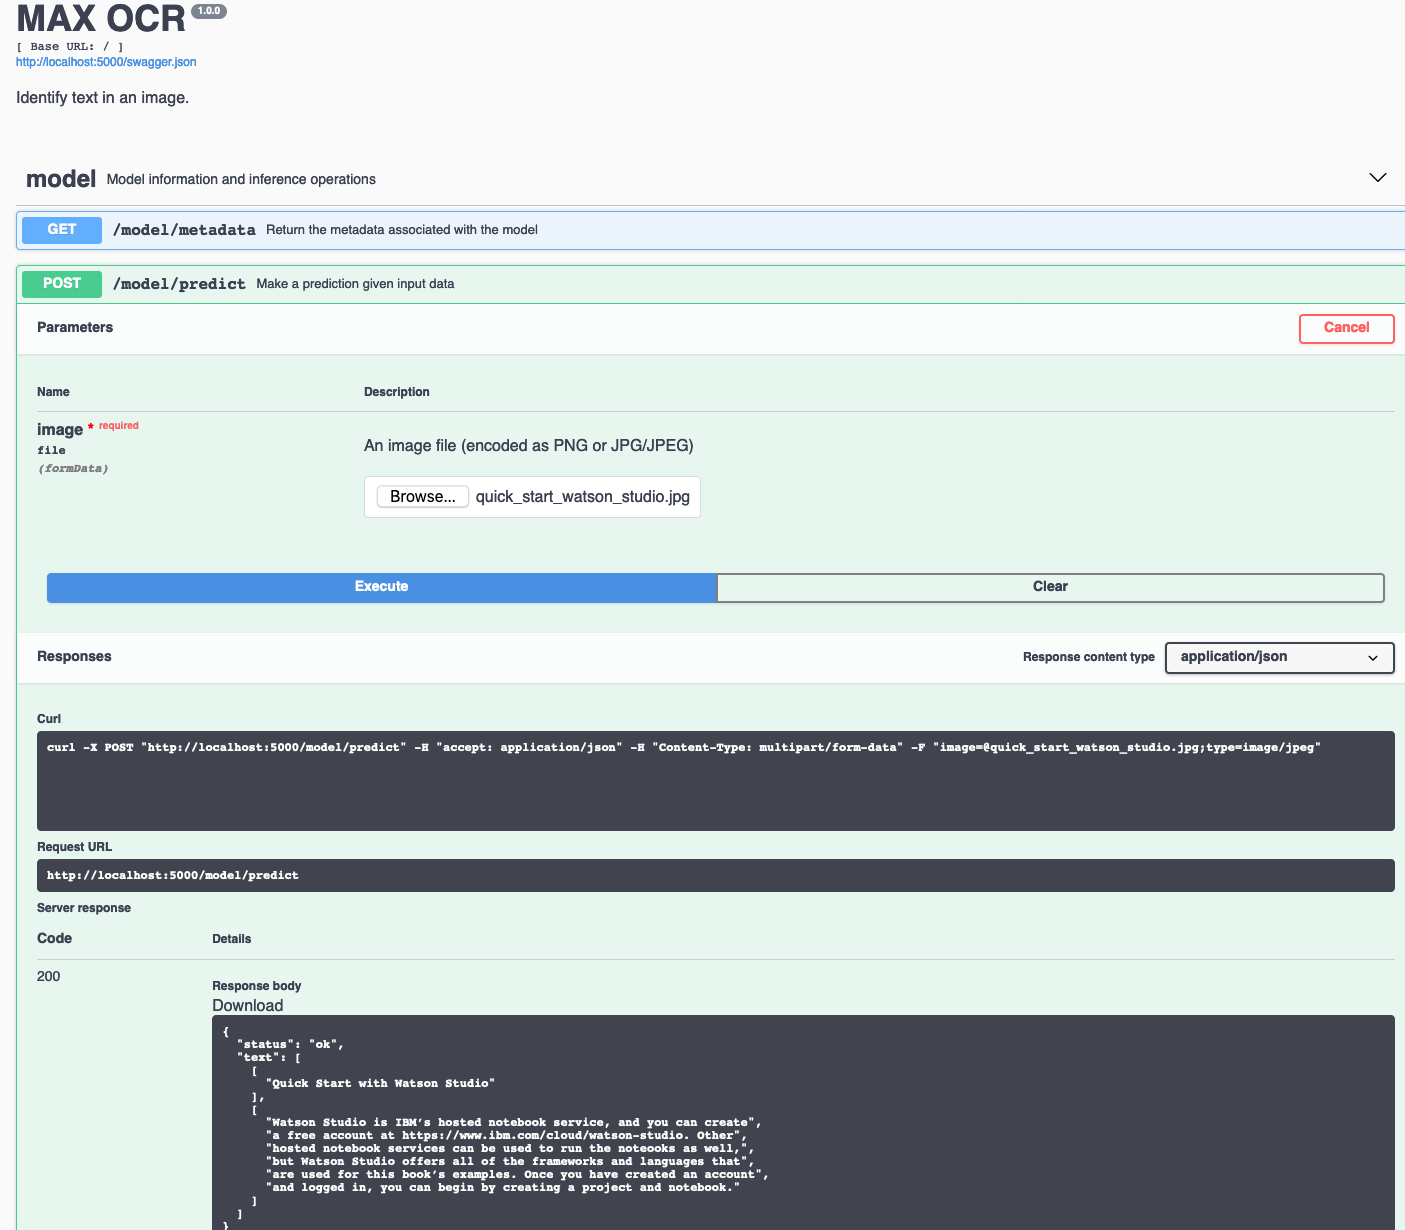 MAX OCR 1.0.0
[ Base URL: / ]
http://localhost:5000/swagger.json
Identify text in an image.
model Model information and inference operations
GET /model/metadata Return the metadata associated with the model
POST /model/predict Make a prediction given input data
Parameters Cancel
Name Description
image * required
file
(formData)
An image file (encoded as PNG or JPG/JPEG)
Browse... quick_start_watson_studio.jpg
Execute Clear
Responses Response content type application/json
Curl
curl -X POST "http://localhost:5000/model/predict" -H "accept: application/json" -H "Content-Type: multipart/form-data" -F "image=@quick_start_watson_studio.jpg;type=image/jpeg"
Request URL
http://localhost:5000/model/predict
Server response
Code Details
200
Response body
Download
{
"status": "ok",
"text": [
[
"Quick Start with Watson Studio"
],
[
"Watson Studio is IBM’s hosted notebook service, and you can create",
"a free account at https://www.ibm.com/cloud/watson-studio. Other",
"hosted notebook services can be used to run the noteooks as well,",
"but Watson Studio offers all of the frameworks and languages that",
"are used for this book’s examples. Once you have created an account",
"and logged in, you can begin by creating a project and notebook."
]
]
}